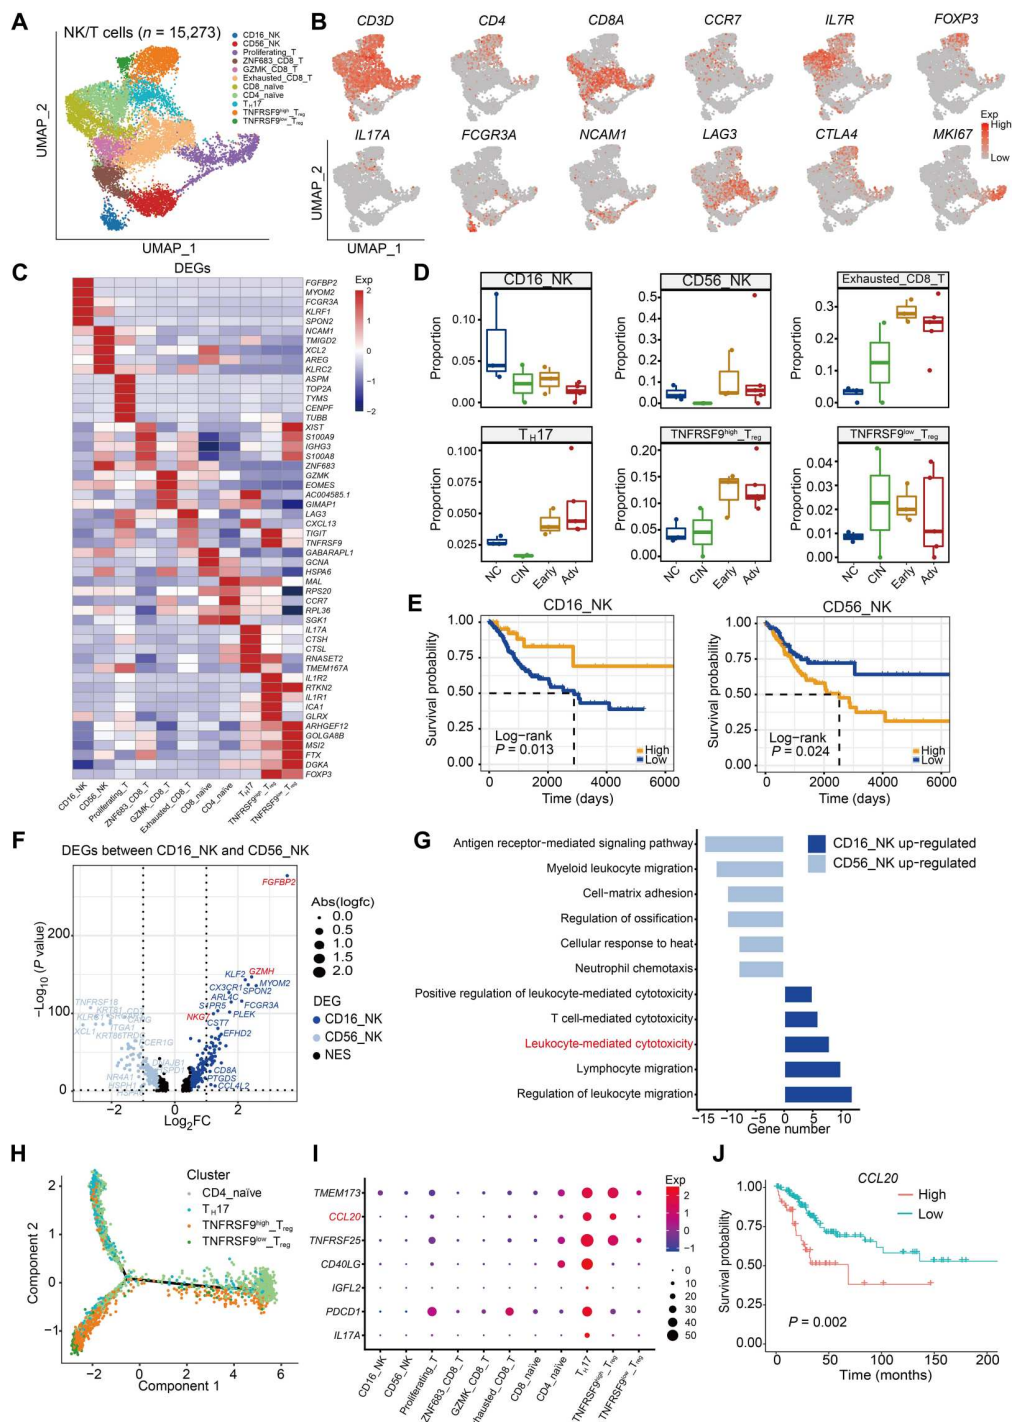 A
NK/T cells (n = 15,273)
CD16_NK
CD56_NK
Proliferating_T
ZNF683_CD8_T
GZMK_CD8_T
Exhausted_CD8_T
CD8_naïve
CD4_naïve
TH17
TNFRSF9high_Treg
TNFRSF9low_Treg
UMAP_2
UMAP_1
B
CD3D CD4 CD8A CCR7 IL7R FOXP3
IL17A FCGR3A NCAM1 LAG3 CTLA4 MKI67
Exp
High
Low
UMAP_2
UMAP_1
C
DEGs
Exp
2
1
0
−1
−2
FGFBP2
MYOM2
FCGR3A
KLRF1
SPON2
NCAM1
TMIGD2
XCL2
AREG
KLRC2
ASPM
TOP2A
TYMS
CENPF
TUBB
XIST
S100A9
IGHG3
S100A8
ZNF683
GZMK
EOMES
AC004585.1
GIMAP1
LAG3
CXCL13
TIGIT
TNFRSF9
GABARAPL1
GCNA
HSPA6
MAL
RPS20
CCR7
RPL36
SGK1
IL17A
CTSH
CTSL
RNASET2
TMEM167A
IL1R2
RTKN2
IL1R1
ICA1
GLRX
ARHGEF12
GOLGA8B
MSI2
FTX
DGKA
FOXP3
CD16_NK
CD56_NK
Proliferating_T
ZNF683_CD8_T
GZMK_CD8_T
Exhausted_CD8_T
CD8_naïve
CD4_naïve
TH17
TNFRSF9high_Treg
TNFRSF9low_Treg
D
CD16_NK
Proportion
0.10
0.05
0.00
CD56_NK
Proportion
0.5
0.4
0.3
0.2
0.1
0.0
Exhausted_CD8_T
Proportion
0.3
0.2
0.1
0.0
TH17
Proportion
0.100
0.075
0.050
0.025
NC CIN Early Adv
TNFRSF9high_Treg
Proportion
0.20
0.15
0.10
0.05
0.00
NC CIN Early Adv
TNFRSF9low_Treg
Proportion
0.04
0.03
0.02
0.01
0.00
NC CIN Early Adv
E
CD16_NK
Survival probability
1.00
0.75
0.50
0.25
0.00
Log−rank
P = 0.013
High
Low
0 2000 4000 6000
Time (days)
CD56_NK
Survival probability
1.00
0.75
0.50
0.25
0.00
Log−rank
P = 0.024
High
Low
0 2000 4000 6000
Time (days)
F
DEGs between CD16_NK and CD56_NK
−Log10 (P value)
200
100
0
FGFBP2
GZMH
KLF2
MYOM2
CX3CR1
SPON2
ARL4C
FCGR3A
S1PR5
PLEK
NKG7
CST7
EFHD2
CD8A
PTGDS
CCL4L2
TNFRSF18
XCL1
ITGA1
CER1G
NR4A1
HSPH1
−2 0 2
Log2FC
Abs(logfc)
0.0
0.5
1.0
1.5
2.0
DEG
CD16_NK
CD56_NK
NES
G
Antigen receptor-mediated signaling pathway
Myeloid leukocyte migration
Cell−matrix adhesion
Regulation of ossification
Cellular response to heat
Neutrophil chemotaxis
Positive regulation of leukocyte-mediated cytotoxicity
T cell-mediated cytotoxicity
Leukocyte-mediated cytotoxicity
Lymphocyte migration
Regulation of leukocyte migration
−15 −10 −5 0 5 10
Gene number
CD16_NK up-regulated
CD56_NK up-regulated
H
Component 2
2
1
0
−1
−2 0 2 4 6
Component 1
Cluster
CD4_naïve
TH17
TNFRSF9high_Treg
TNFRSF9low_Treg
I
TMEM173
CCL20
TNFRSF25
CD40LG
IGFL2
PDCD1
IL17A
CD16_NK
CD56_NK
Proliferating_T
ZNF683_CD8_T
GZMK_CD8_T
Exhausted_CD8_T
CD8_naïve
CD4_naïve
TH17
TNFRSF9high_Treg
TNFRSF9low_Treg
Exp
2
1
0
−1
0
10
20
30
40
50
J
CCL20
High
Low
Survival probability
1.00
0.75
0.50
0.25
0.00
P = 0.002
0 50 100 150 200
Time (months)